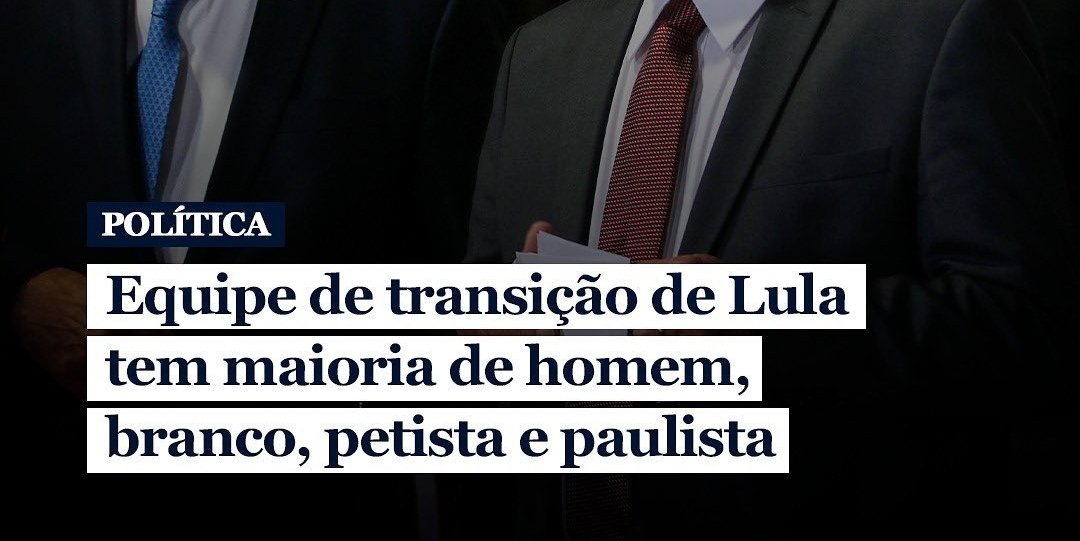 POLÍTICA
Equipe de transição de Lula
tem maioria de homem,
branco, petista e paulista